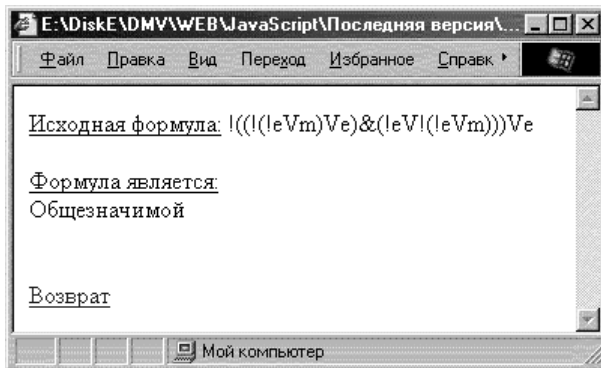 E:\DiskE\DMV\WEB\JavaScript\Последняя версия\...
Файл Правка Вид Переход Избранное Справк
Исходная формула: !((!(!eVm)Ve)&(!eV!(!eVm)))Ve
Формула является:
Общезначимой
Возврат
Мой компьютер